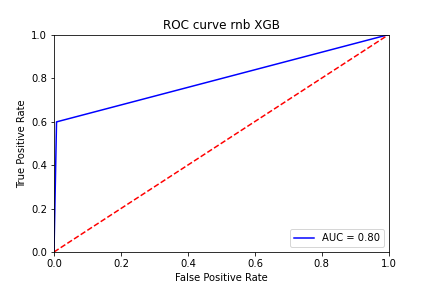 ROC curve rnb XGB
True Positive Rate
1.0
0.8
0.6
0.4
0.2
0.0
AUC = 0.80
0.0 0.2 0.4 0.6 0.8 1.0
False Positive Rate